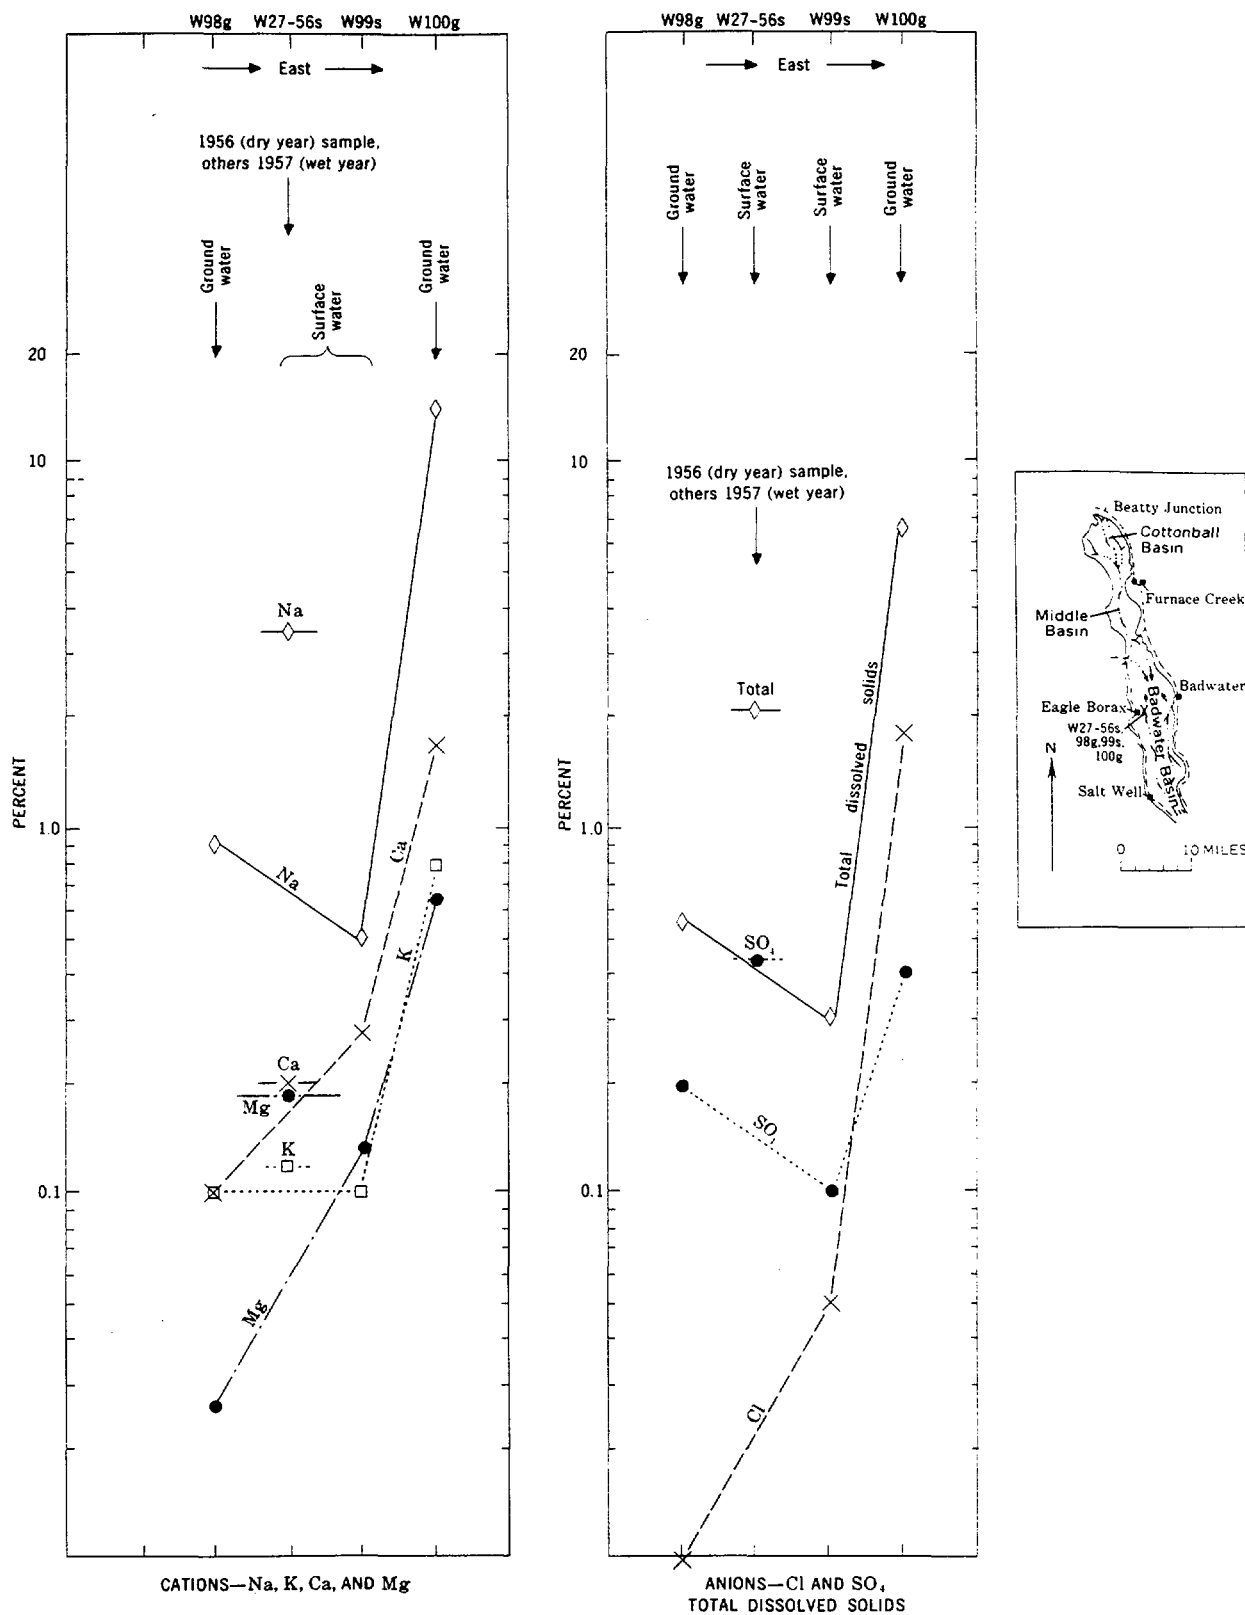 W98g W27-56s W99s W100g
East
1956 (dry year) sample,
others 1957 (wet year)
Ground
water
Surface
water
Ground
water
20
10
1.0
0.1
PERCENT
Na
Na
Ca
Ca
K
Mg
K
Mg
CATIONS—Na, K, Ca, AND Mg
W98g W27-56s W99s W100g
East
Ground
water
Surface
water
Surface
water
Ground
water
20
10
1.0
0.1
PERCENT
1956 (dry year) sample,
others 1957 (wet year)
Total
Total dissolved solids
SO₄
SO
Cl
ANIONS—Cl AND SO₄
TOTAL DISSOLVED SOLIDS
Beatty Junction
Cottonball
Basin
Furnace Creek
Middle
Basin
Badwater
Eagle Borax
W27-56s,
98g,99s,
100g
Badwater Basin
N
Salt Well
0 10 MILES